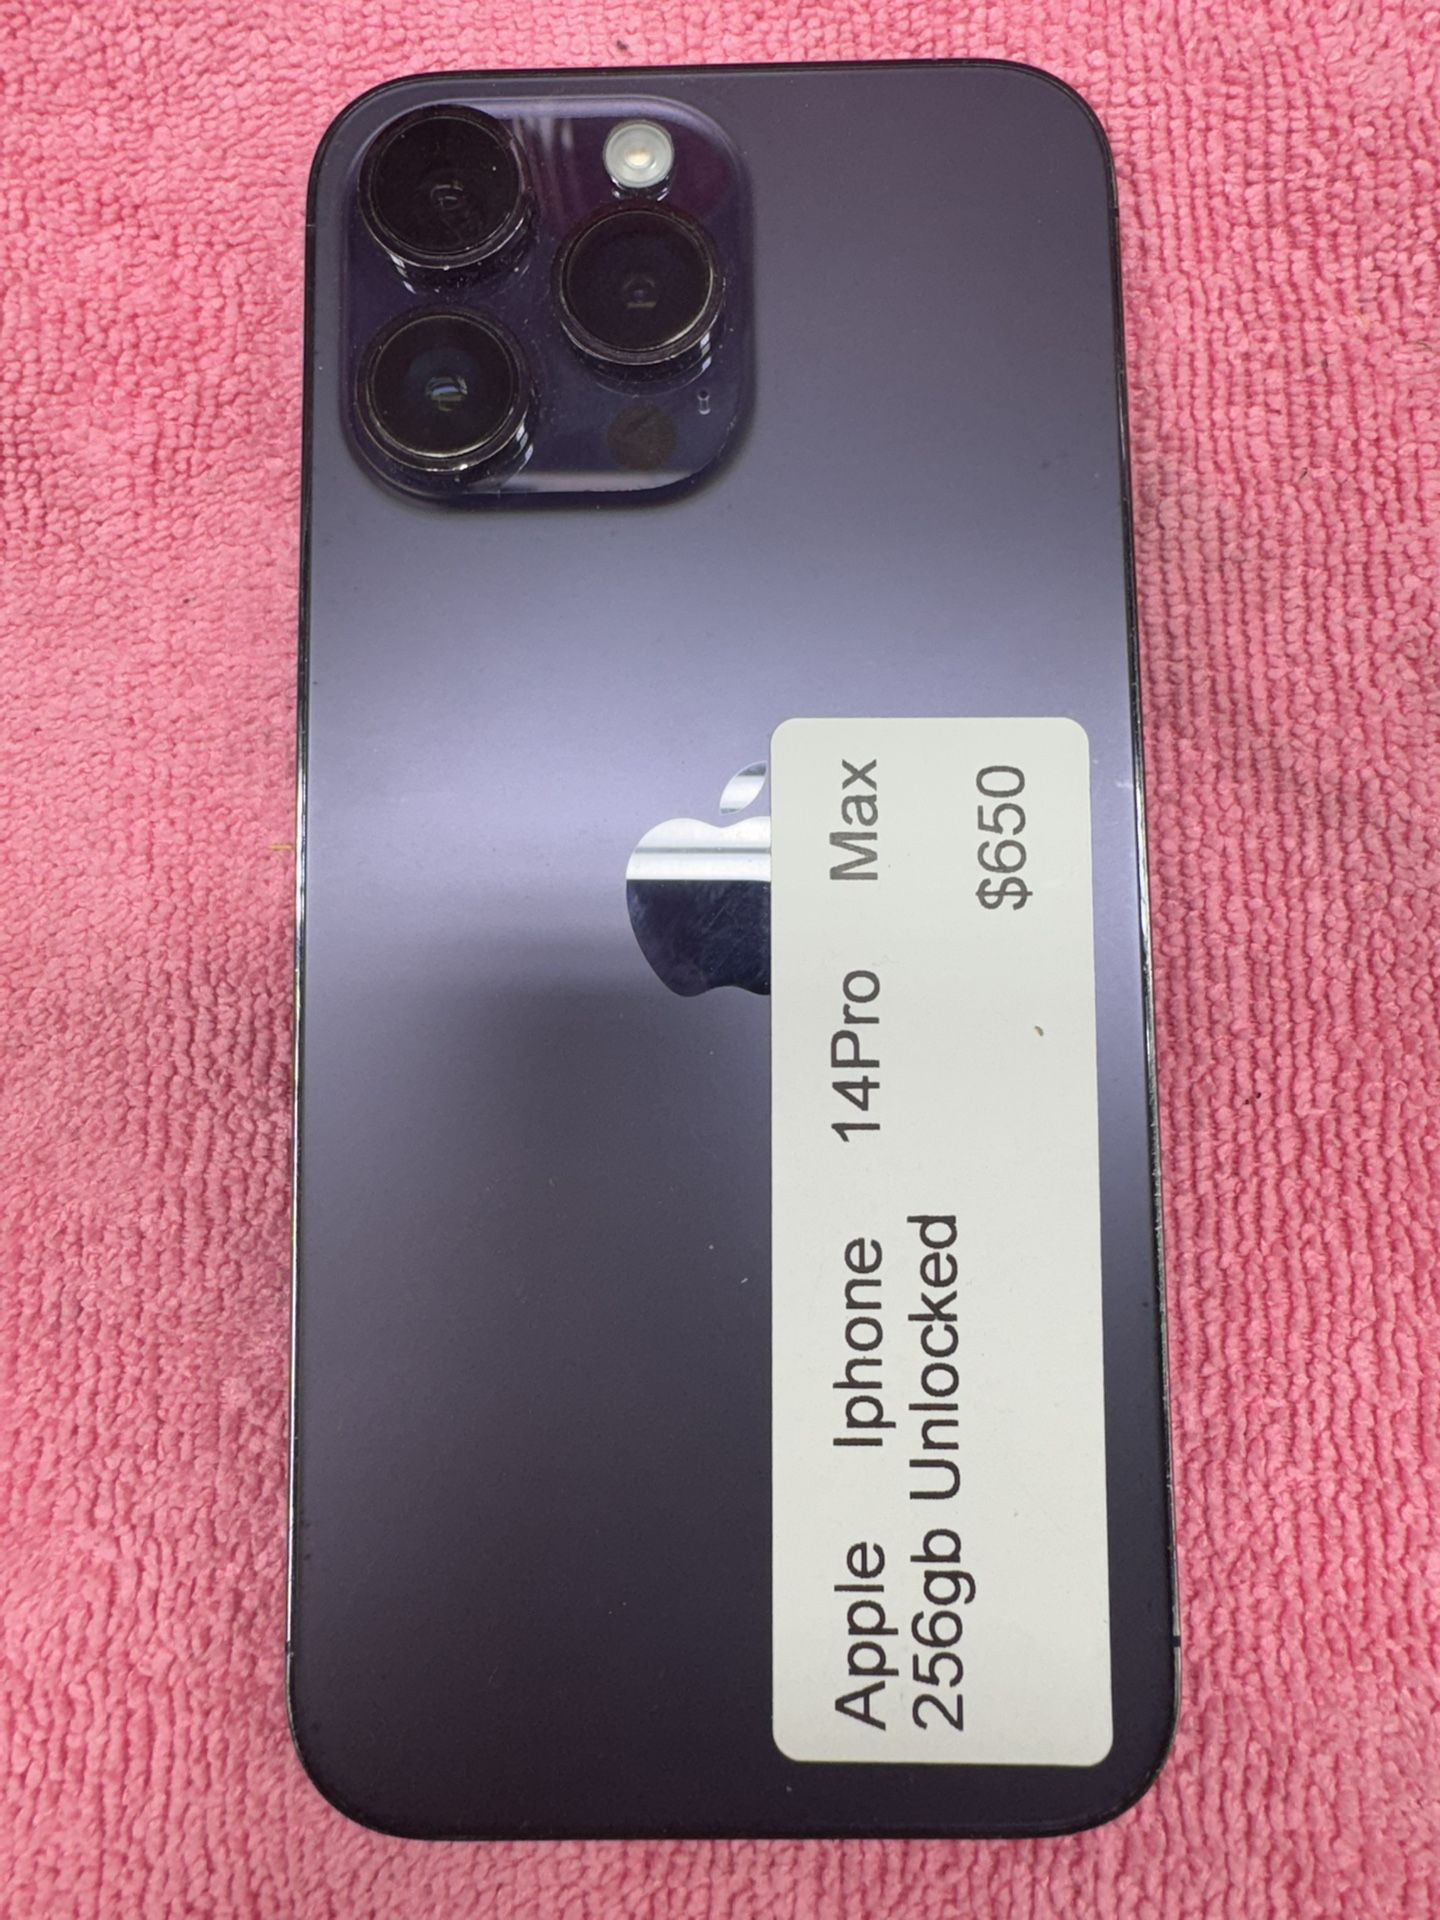 Apple Iphone 14Pro Max
256gb Unlocked
$650